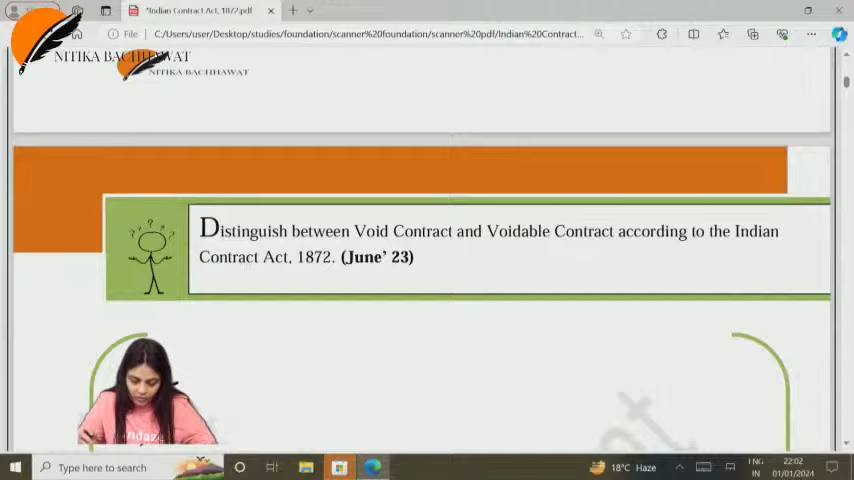 *Indian Contract Act, 1872.pdf
File
C:/Users/user/Desktop/studies/foundation/scanner%20foundation/scanner%20pdf/Indian%20Contract...
NITIKA BACHHAWAT
NITIKA BACHHAWAT
Distinguish between Void Contract and Voidable Contract according to the Indian
Contract Act, 1872. (June' 23)
Type here to search
18°C Haze
ENG
IN
22:02
01/01/2024